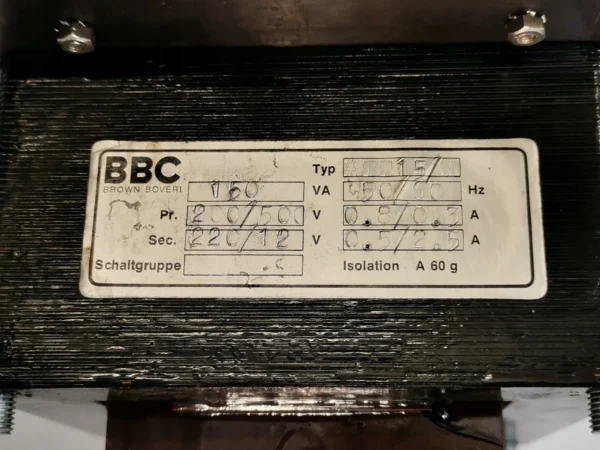 BBC
BROWN BOVERI
Typ 15/
160 VA 50/60 Hz
Pr. 200/500 V 0.8/0.3 A
Sec. 220/12 V 0.5/2.5 A
Schaltgruppe
Isolation A 60 g